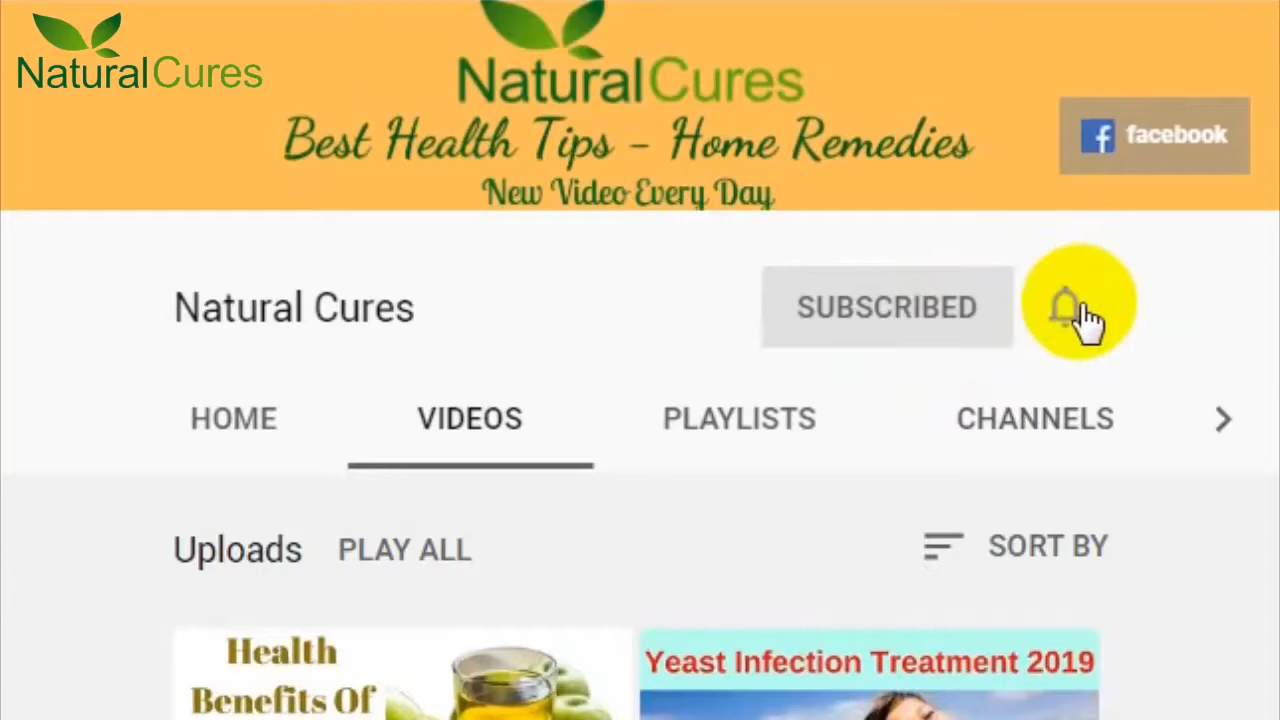 NaturalCures
NaturalCures
Best Health Tips - Home Remedies
New Video Every Day
facebook
Natural Cures
SUBSCRIBED
HOME
VIDEOS
PLAYLISTS
CHANNELS
Uploads
PLAY ALL
SORT BY
Health
Benefits Of
Yeast Infection Treatment 2019